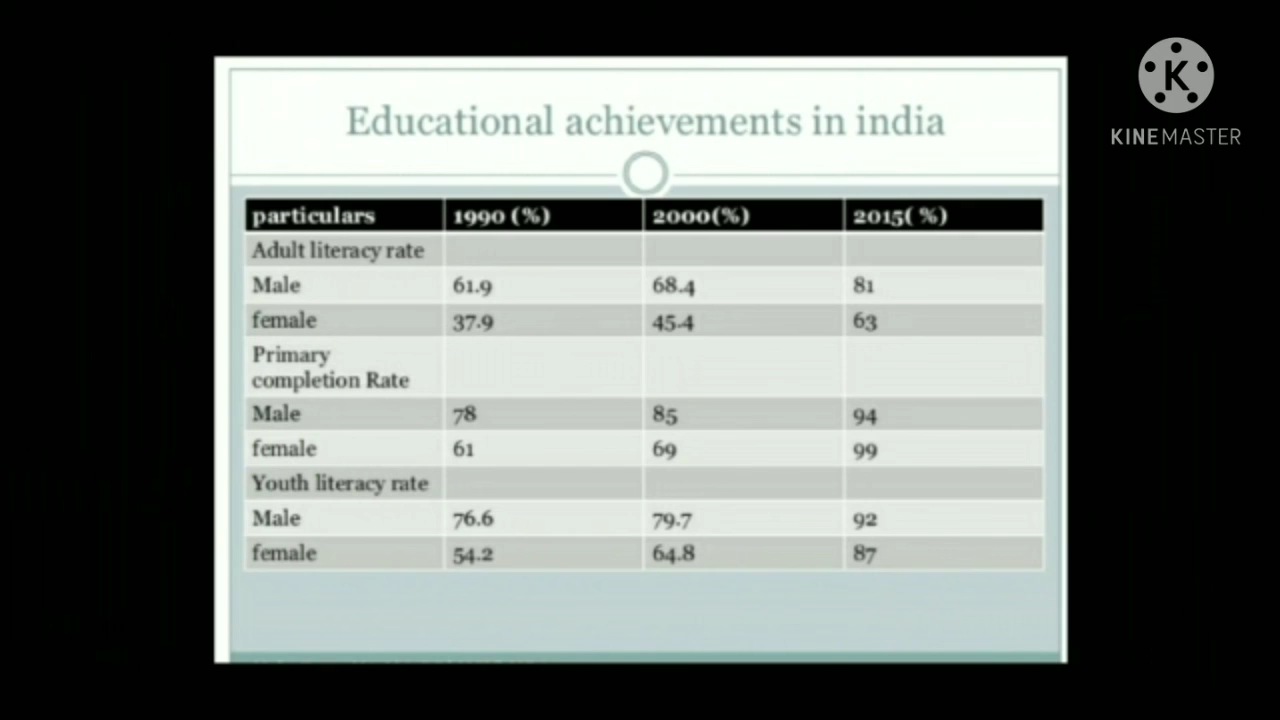 Educational achievements in india
particulars 1990 (%) 2000(%) 2015( %)
Adult literacy rate
Male 61.9 68.4 81
female 37.9 45.4 63
Primary
completion Rate
Male 78 85 94
female 61 69 99
Youth literacy rate
Male 76.6 79.7 92
female 54.2 64.8 87
K
KINEMASTER